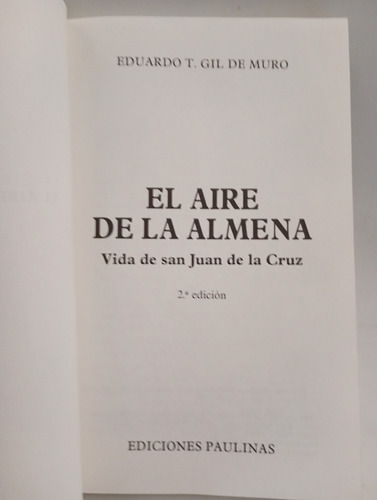 EDUARDO T. GIL DE MURO
EL AIRE
DE LA ALMENA
Vida de san Juan de la Cruz
2.ª edición
EDICIONES PAULINAS